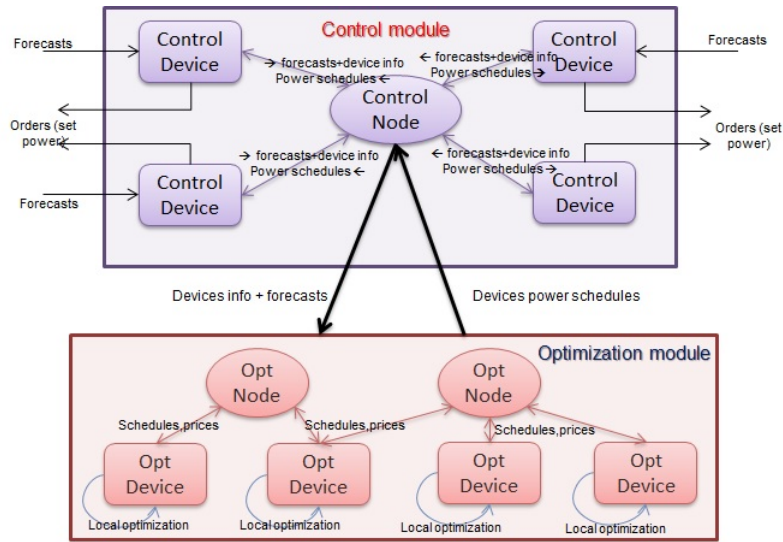 Control module
Forecasts
Control
Device
→ forecasts+device info
Power schedules ←
← forecasts+device info
Power schedules →
Control
Device
Forecasts
Control
Node
Orders (set
power)
Orders (set
power)
→ forecasts+device info
Power schedules ←
← forecasts+device info
Power schedules →
Control
Device
Control
Device
Forecasts
Devices info + forecasts
Devices power schedules
Optimization module
Opt
Node
Opt
Node
Schedules,prices
Schedules,prices
Schedules,prices
Opt
Device
Opt
Device
Opt
Device
Opt
Device
Local optimization
Local optimization
Local optimization
Local optimization